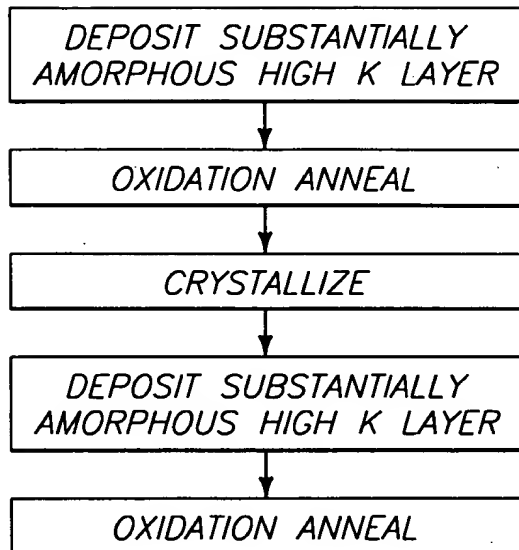 DEPOSIT SUBSTANTIALLY
AMORPHOUS HIGH K LAYER
OXIDATION ANNEAL
CRYSTALLIZE
DEPOSIT SUBSTANTIALLY
AMORPHOUS HIGH K LAYER
OXIDATION ANNEAL